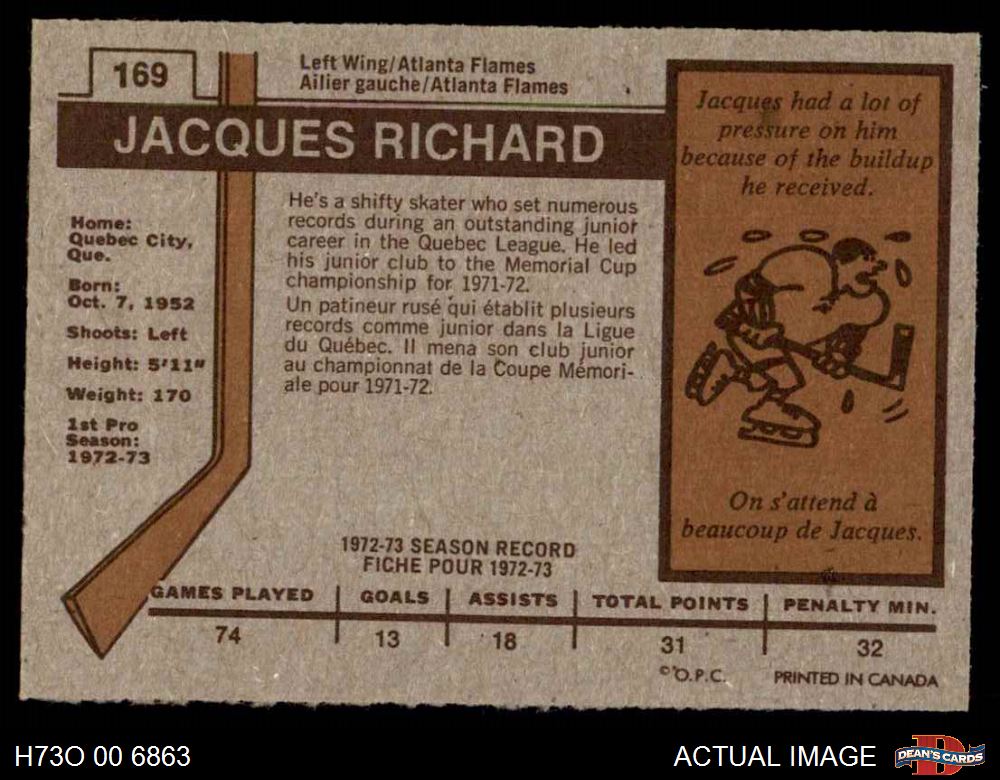 169
Left Wing/Atlanta Flames
Ailier gauche/Atlanta Flames
JACQUES RICHARD
Home:
Quebec City,
Que.
Born:
Oct. 7, 1952
Shoots: Left
Height: 5'11"
Weight: 170
1st Pro
Season:
1972-73
He's a shifty skater who set numerous
records during an outstanding junior
career in the Quebec League. He led
his junior club to the Memorial Cup
championship for 1971-72.
Un patineur rusé qui établit plusieurs
records comme junior dans la Ligue
du Québec. Il mena son club junior
au championnat de la Coupe Mémori-
ale pour 1971-72.
Jacques had a lot of
pressure on him
because of the buildup
he received.
On s'attend à
beaucoup de Jacques.
1972-73 SEASON RECORD
FICHE POUR 1972-73
GAMES PLAYED GOALS ASSISTS TOTAL POINTS PENALTY MIN.
74 13 18 31 32
© O.P.C. PRINTED IN CANADA
H73O 00 6863
ACTUAL IMAGE
DEAN'S CARDS